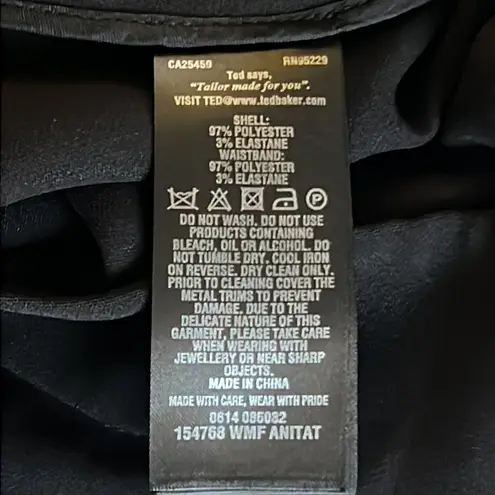 CA25459 RN95229
Ted says,
"Tailor made for you".
VISIT TED@www.tedbaker.com
SHELL:
97% POLYESTER
3% ELASTANE
WAISTBAND:
97% POLYESTER
3% ELASTANE
P
DO NOT WASH. DO NOT USE
PRODUCTS CONTAINING
BLEACH, OIL OR ALCOHOL. DO
NOT TUMBLE DRY. COOL IRON
ON REVERSE. DRY CLEAN ONLY.
PRIOR TO CLEANING COVER THE
METAL TRIMS TO PREVENT
DAMAGE. DUE TO THE
DELICATE NATURE OF THIS
GARMENT, PLEASE TAKE CARE
WHEN WEARING WITH
JEWELLERY OR NEAR SHARP
OBJECTS.
MADE IN CHINA
MADE WITH CARE, WEAR WITH PRIDE
0614 086082
154768 WMF ANITAT